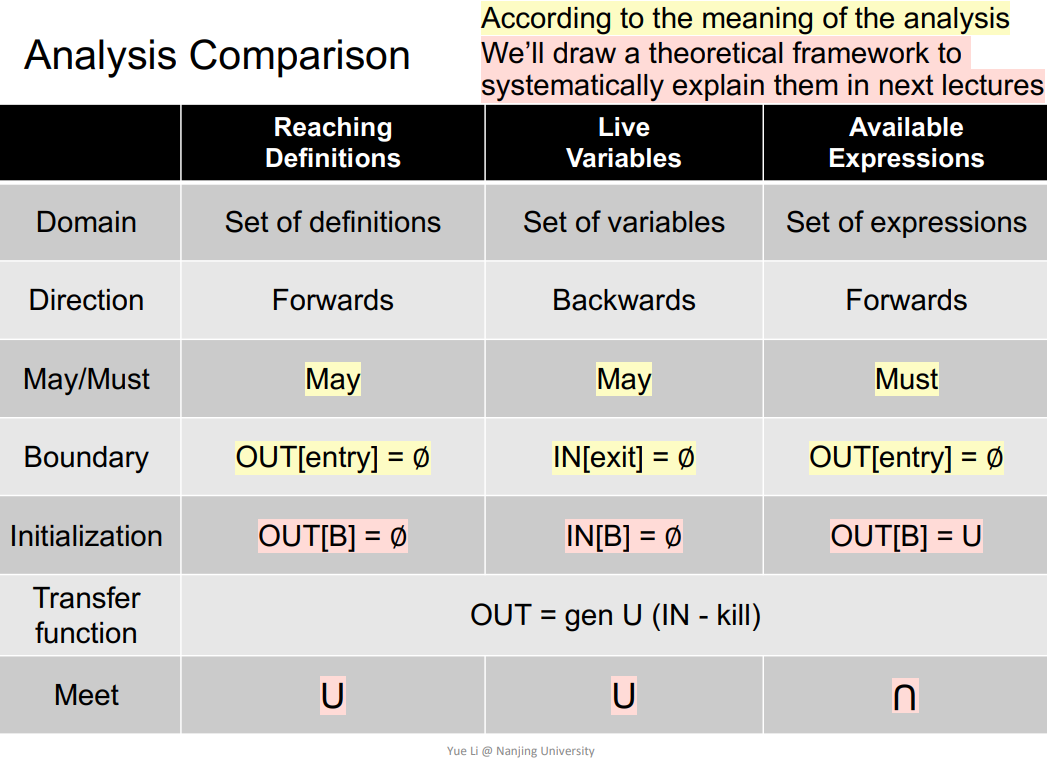 According to the meaning of the analysis
Analysis Comparison
We'll draw a theoretical framework to
systematically explain them in next lectures
Reaching
Definitions
Live
Variables
Available
Expressions
Domain
Set of definitions
Set of variables
Set of expressions
Direction
Forwards
Backwards
Forwards
May/Must
May
May
Must
Boundary
OUT[entry] = ∅
IN[exit] = ∅
OUT[entry] = ∅
Initialization
OUT[B] = ∅
IN[B] = ∅
OUT[B] = U
Transfer
function
OUT = gen U (IN - kill)
Meet
∪
∪
∩
Yue Li @ Nanjing University